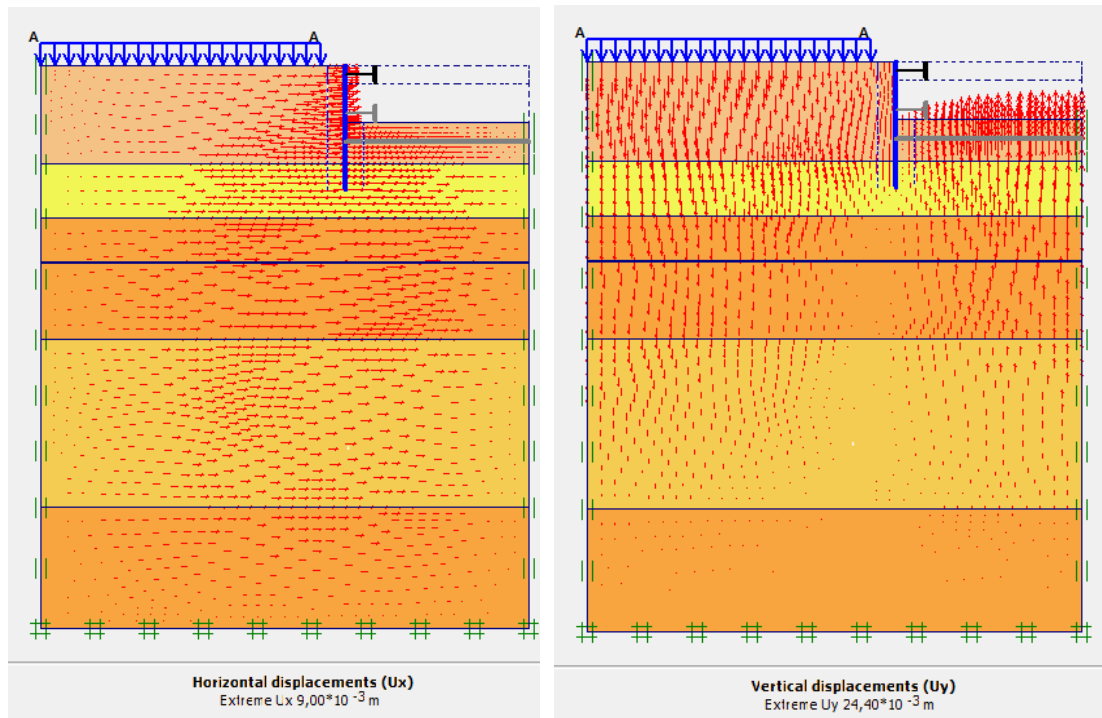 A A
Horizontal displacements (Ux)
Extreme Ux 9,00*10 -3 m
A A
Vertical displacements (Uy)
Extreme Uy 24,40*10 -3 m